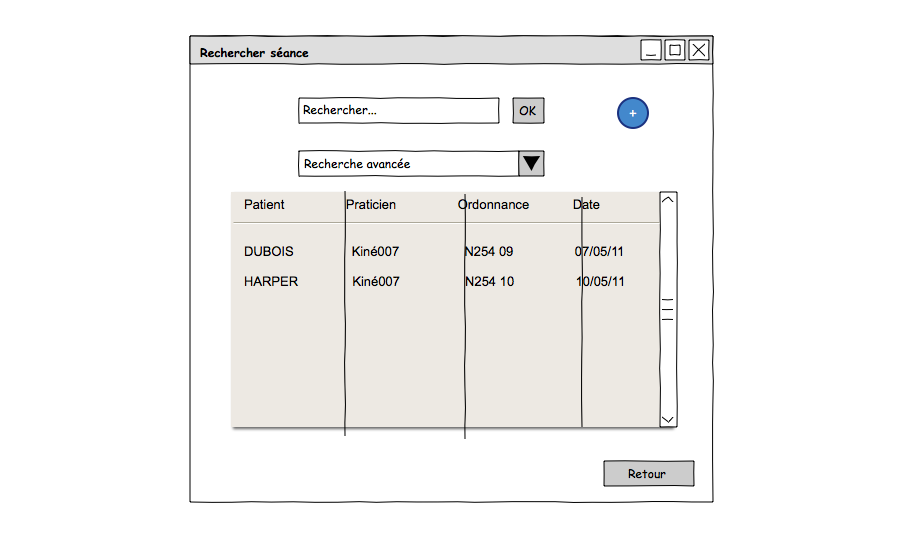 Rechercher séance
Rechercher... OK +
Recherche avancée
Patient Praticien Ordonnance Date
DUBOIS Kiné007 N254 09 07/05/11
HARPER Kiné007 N254 10 10/05/11
Retour